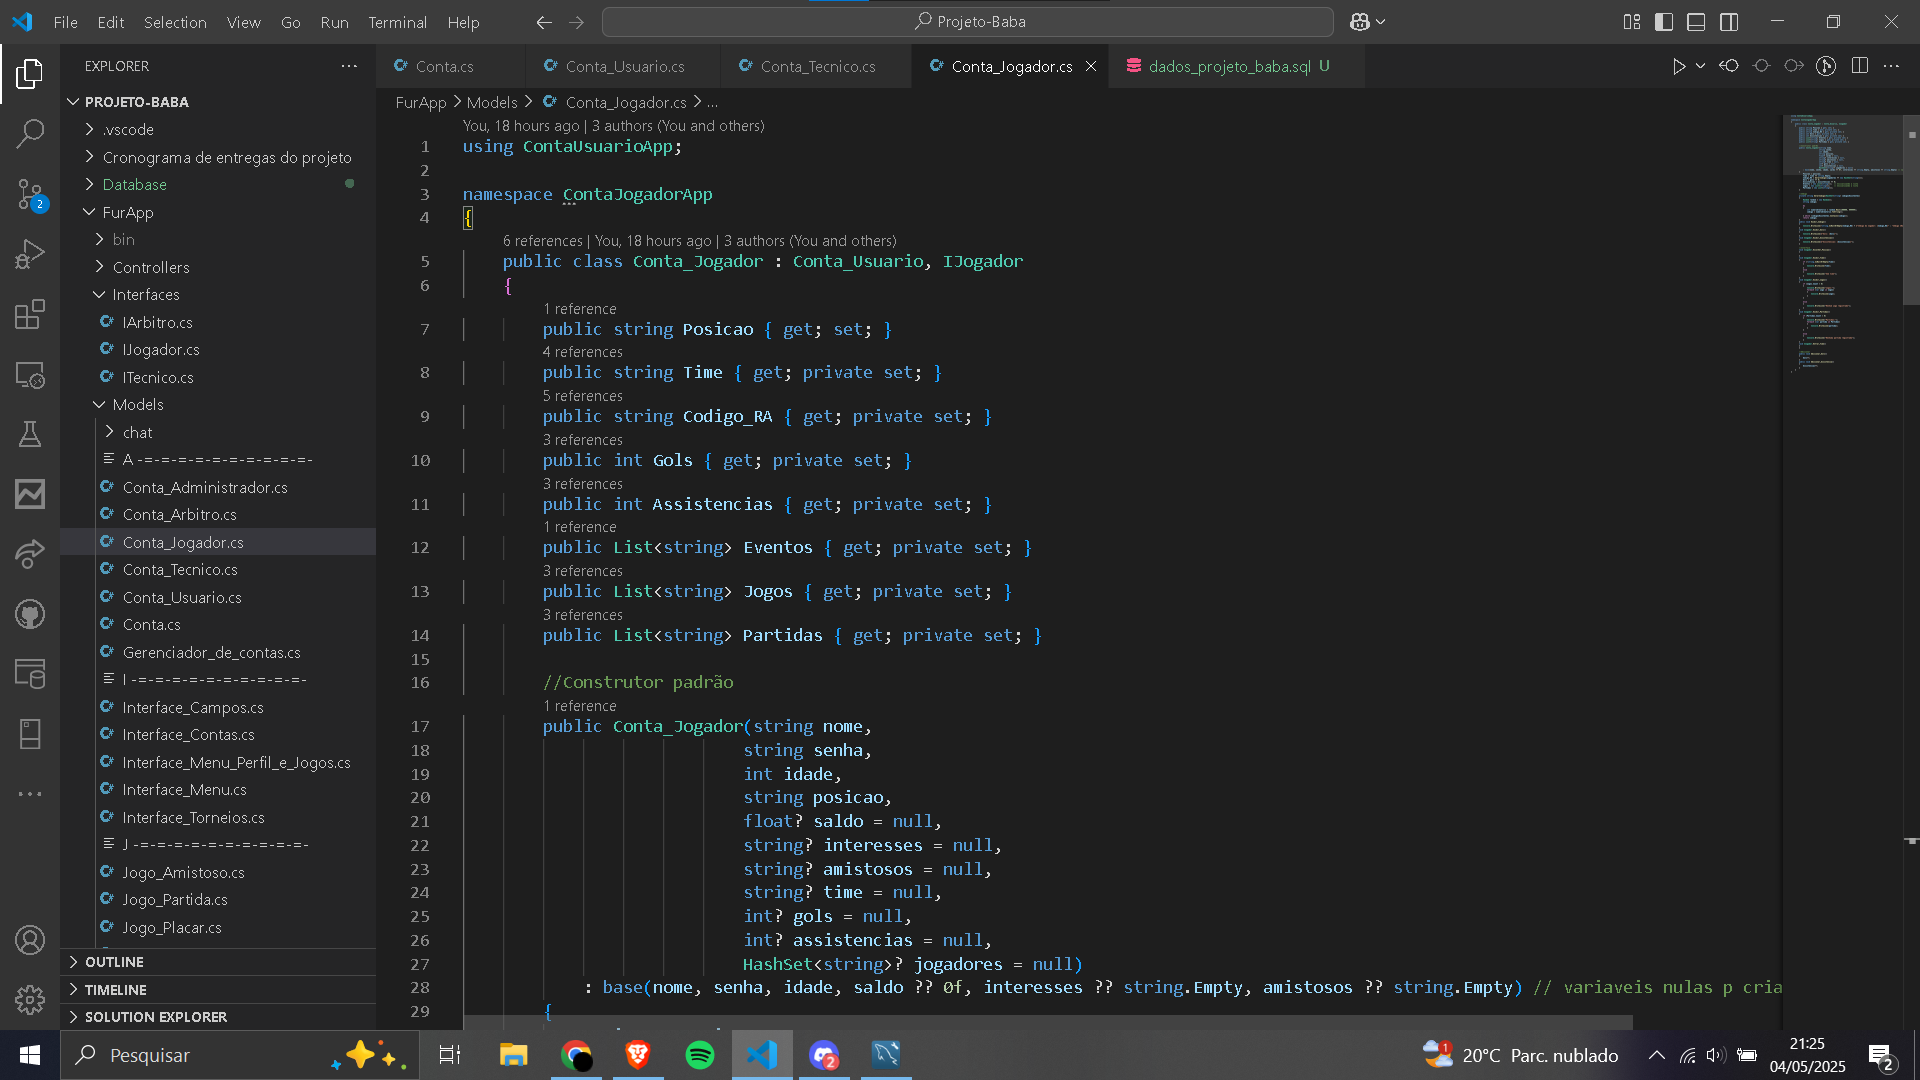 File Edit Selection View Go Run Terminal Help
Projeto-Baba
EXPLORER
PROJETO-BABA
.vscode
Cronograma de entregas do projeto
Database
FurApp
bin
Controllers
Interfaces
IArbitro.cs
IJogador.cs
ITecnico.cs
Models
chat
A -=-=-=-=-=-=-=-=-=-=-
Conta_Administrador.cs
Conta_Arbitro.cs
Conta_Jogador.cs
Conta_Tecnico.cs
Conta_Usuario.cs
Conta.cs
Gerenciador_de_contas.cs
I -=-=-=-=-=-=-=-=-=-=-
Interface_Campos.cs
Interface_Contas.cs
Interface_Menu_Perfil_e_Jogos.cs
Interface_Menu.cs
Interface_Torneios.cs
J -=-=-=-=-=-=-=-=-=-=-
Jogo_Amistoso.cs
Jogo_Partida.cs
Jogo_Placar.cs
OUTLINE
TIMELINE
SOLUTION EXPLORER
2
Conta.cs Conta_Usuario.cs Conta_Tecnico.cs Conta_Jogador.cs dados_projeto_baba.sql U
FurApp > Models > Conta_Jogador.cs > ...
You, 18 hours ago | 3 authors (You and others)
1 using ContaUsuarioApp;
2
3 namespace ContaJogadorApp
4 {
6 references | You, 18 hours ago | 3 authors (You and others)
5 public class Conta_Jogador : Conta_Usuario, IJogador
6 {
1 reference
7 public string Posicao { get; set; }
4 references
8 public string Time { get; private set; }
5 references
9 public string Codigo_RA { get; private set; }
3 references
10 public int Gols { get; private set; }
3 references
11 public int Assistencias { get; private set; }
1 reference
12 public List<string> Eventos { get; private set; }
3 references
13 public List<string> Jogos { get; private set; }
3 references
14 public List<string> Partidas { get; private set; }
15
16 //Construtor padrão
1 reference
17 public Conta_Jogador(string nome,
18 string senha,
19 int idade,
20 string posicao,
21 float? saldo = null,
22 string? interesses = null,
23 string? amistosos = null,
24 string? time = null,
25 int? gols = null,
26 int? assistencias = null,
27 HashSet<string>? jogadores = null)
28 : base(nome, senha, idade, saldo ?? 0f, interesses ?? string.Empty, amistosos ?? string.Empty) // variaveis nulas p cria
29 {
Pesquisar
2
1
20°C Parc. nublado
21:25
04/05/2025
2